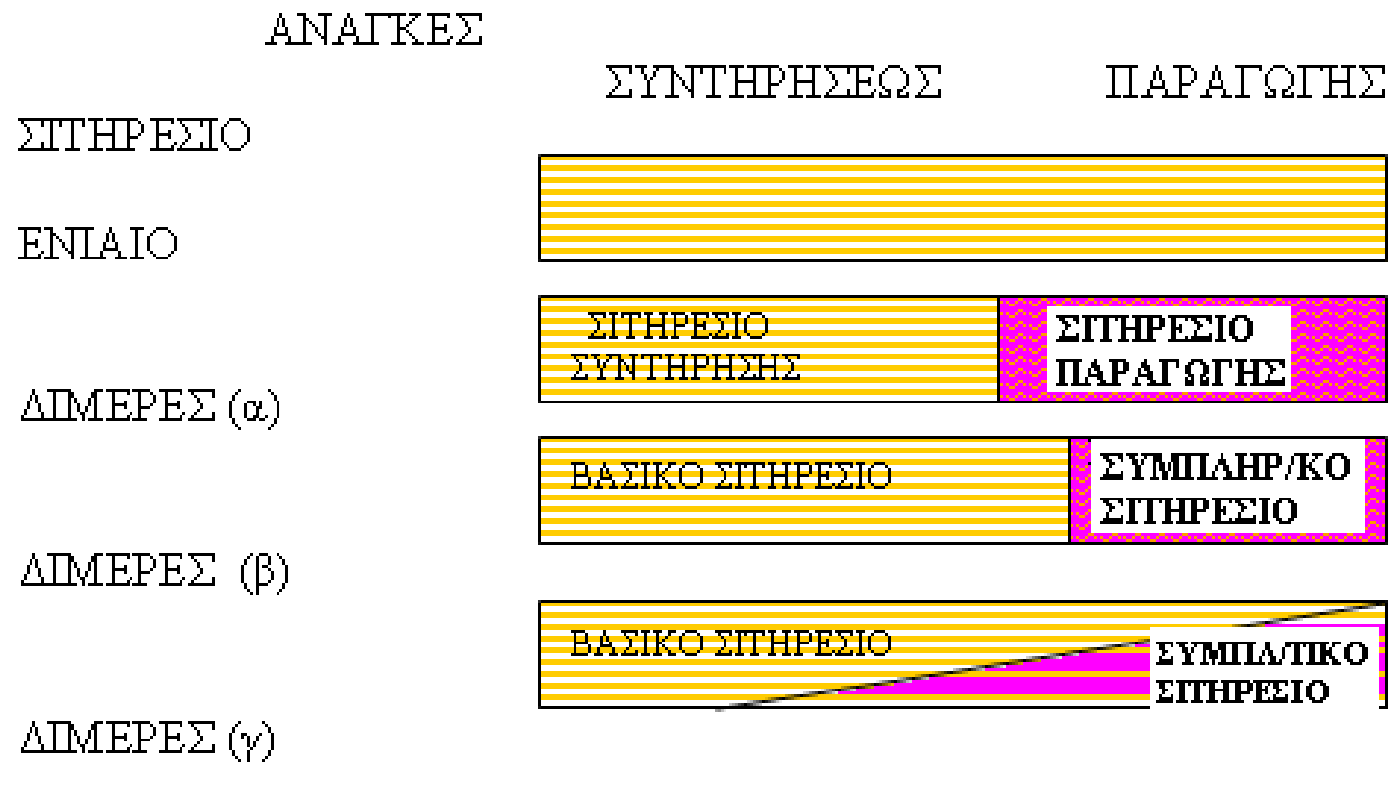 ΑΝΑΓΚΕΣ
ΣΥΝΤΗΡΗΣΕΩΣ ΠΑΡΑΓΩΓΗΣ
ΣΙΤΗΡΕΣΙΟ
ΕΝΙΑΙΟ
ΣΙΤΗΡΕΣΙΟ
ΣΥΝΤΗΡΗΣΗΣ
ΣΙΤΗΡΕΣΙΟ
ΠΑΡΑΓΩΓΗΣ
ΔΙΜΕΡΕΣ (α)
ΒΑΣΙΚΟ ΣΙΤΗΡΕΣΙΟ
ΣΥΜΠΛΗΡ/ΚΟ
ΣΙΤΗΡΕΣΙΟ
ΔΙΜΕΡΕΣ (β)
ΒΑΣΙΚΟ ΣΙΤΗΡΕΣΙΟ
ΣΥΜΠΛ/ΤΙΚΟ
ΣΙΤΗΡΕΣΙΟ
ΔΙΜΕΡΕΣ (γ)